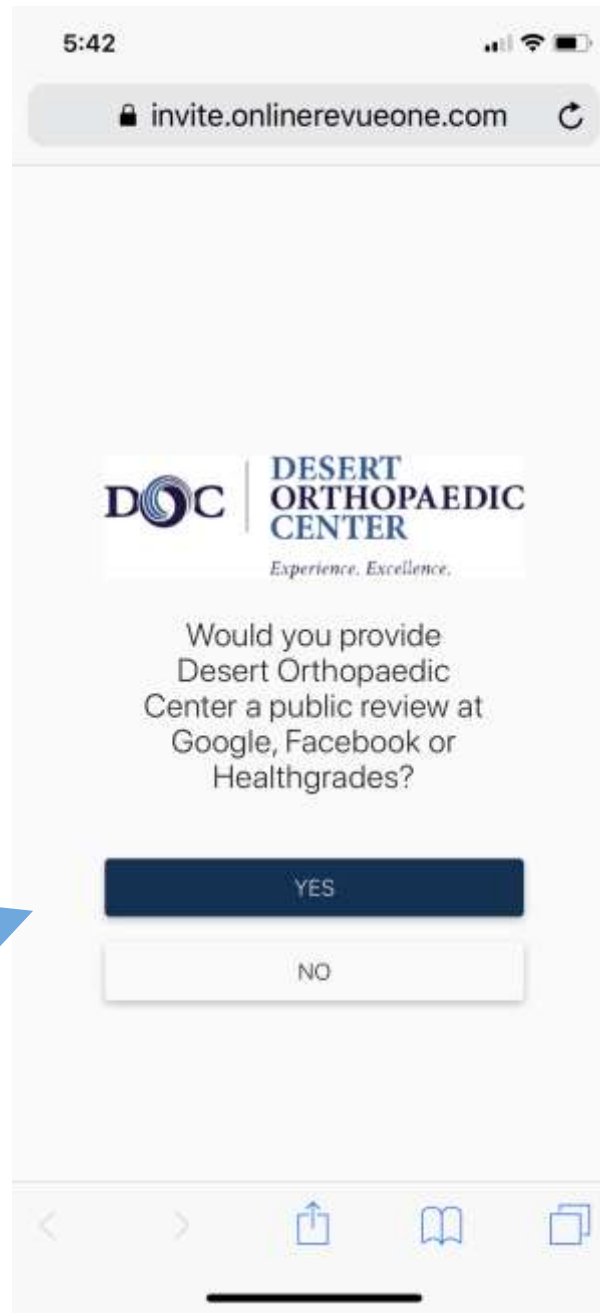 5:42
invite.onlinerevueone.com
DOC
DESERT
ORTHOPAEDIC
CENTER
Experience. Excellence.
Would you provide
Desert Orthopaedic
Center a public review at
Google, Facebook or
Healthgrades?
YES
NO